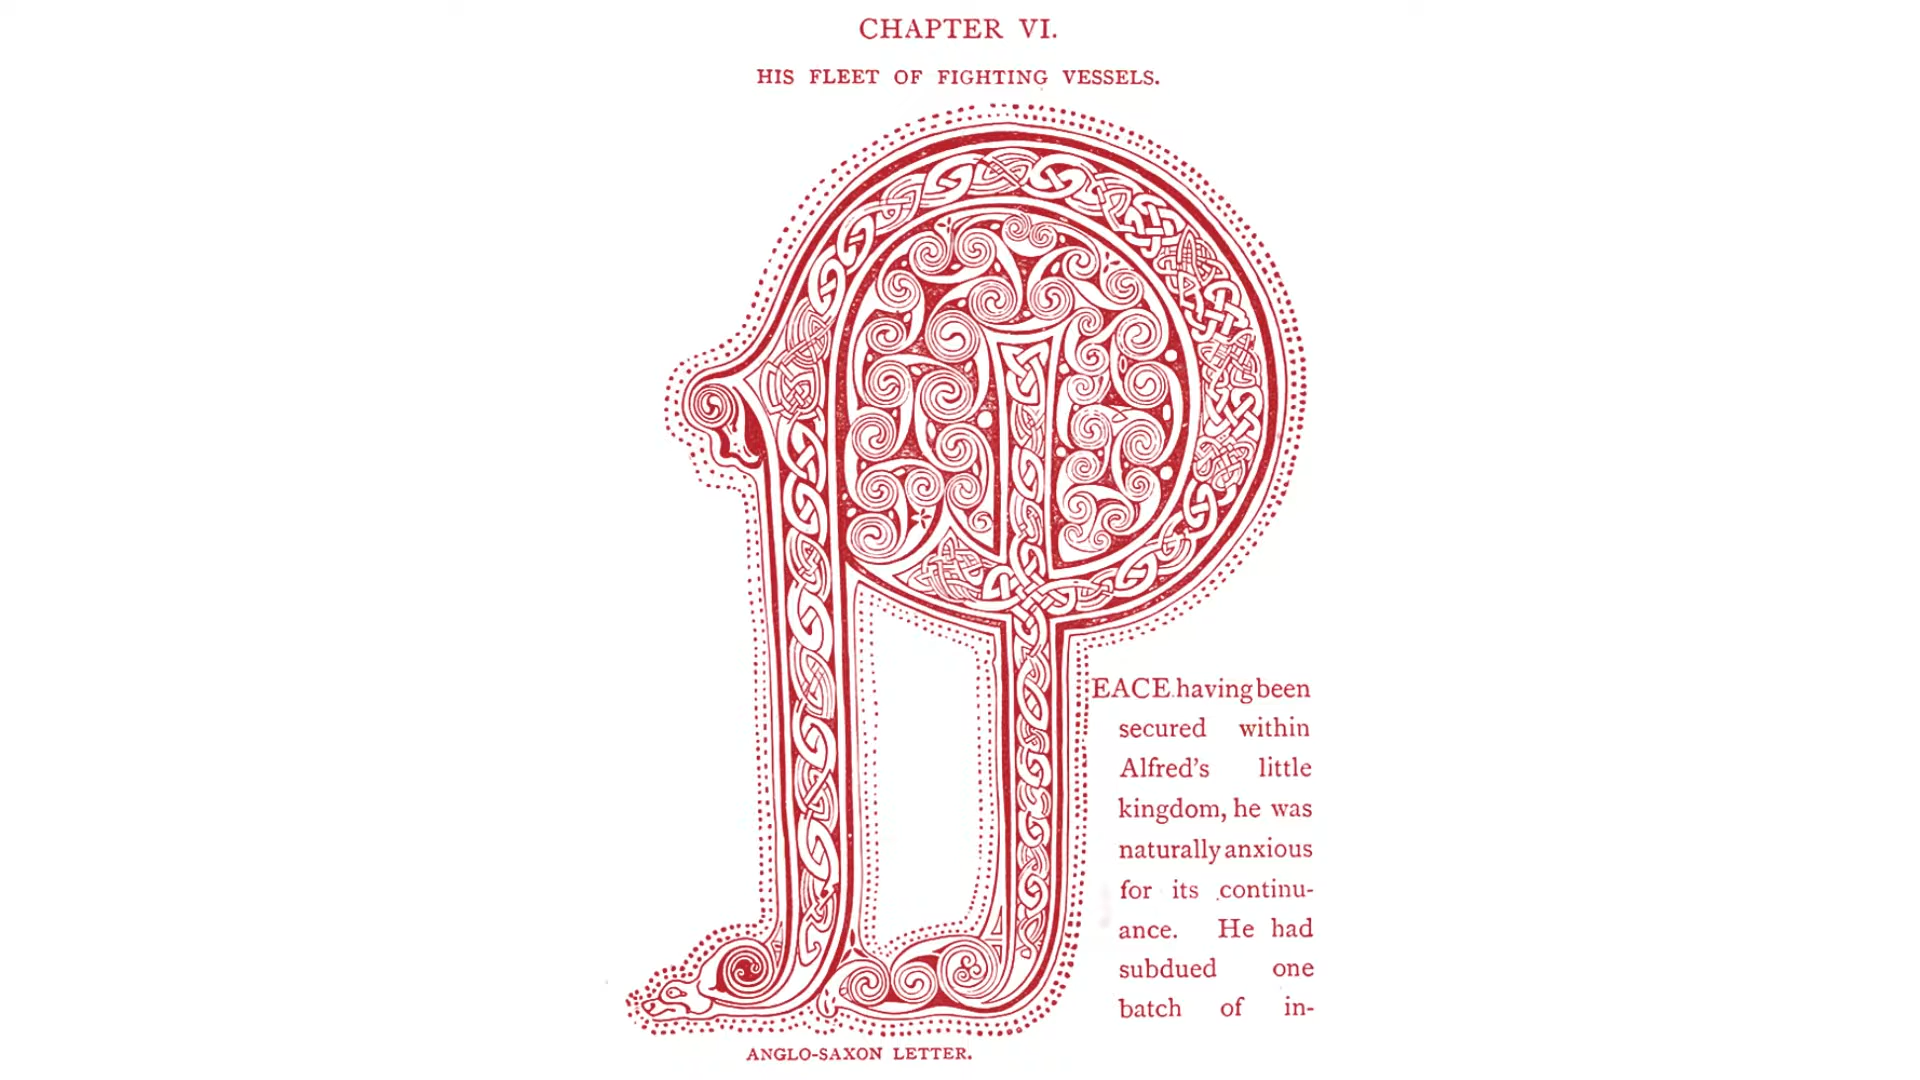 CHAPTER VI.
HIS FLEET OF FIGHTING VESSELS.
PEACE having been
secured within
Alfred's little
kingdom, he was
naturally anxious
for its continu-
ance. He had
subdued one
batch of in-
ANGLO-SAXON LETTER.